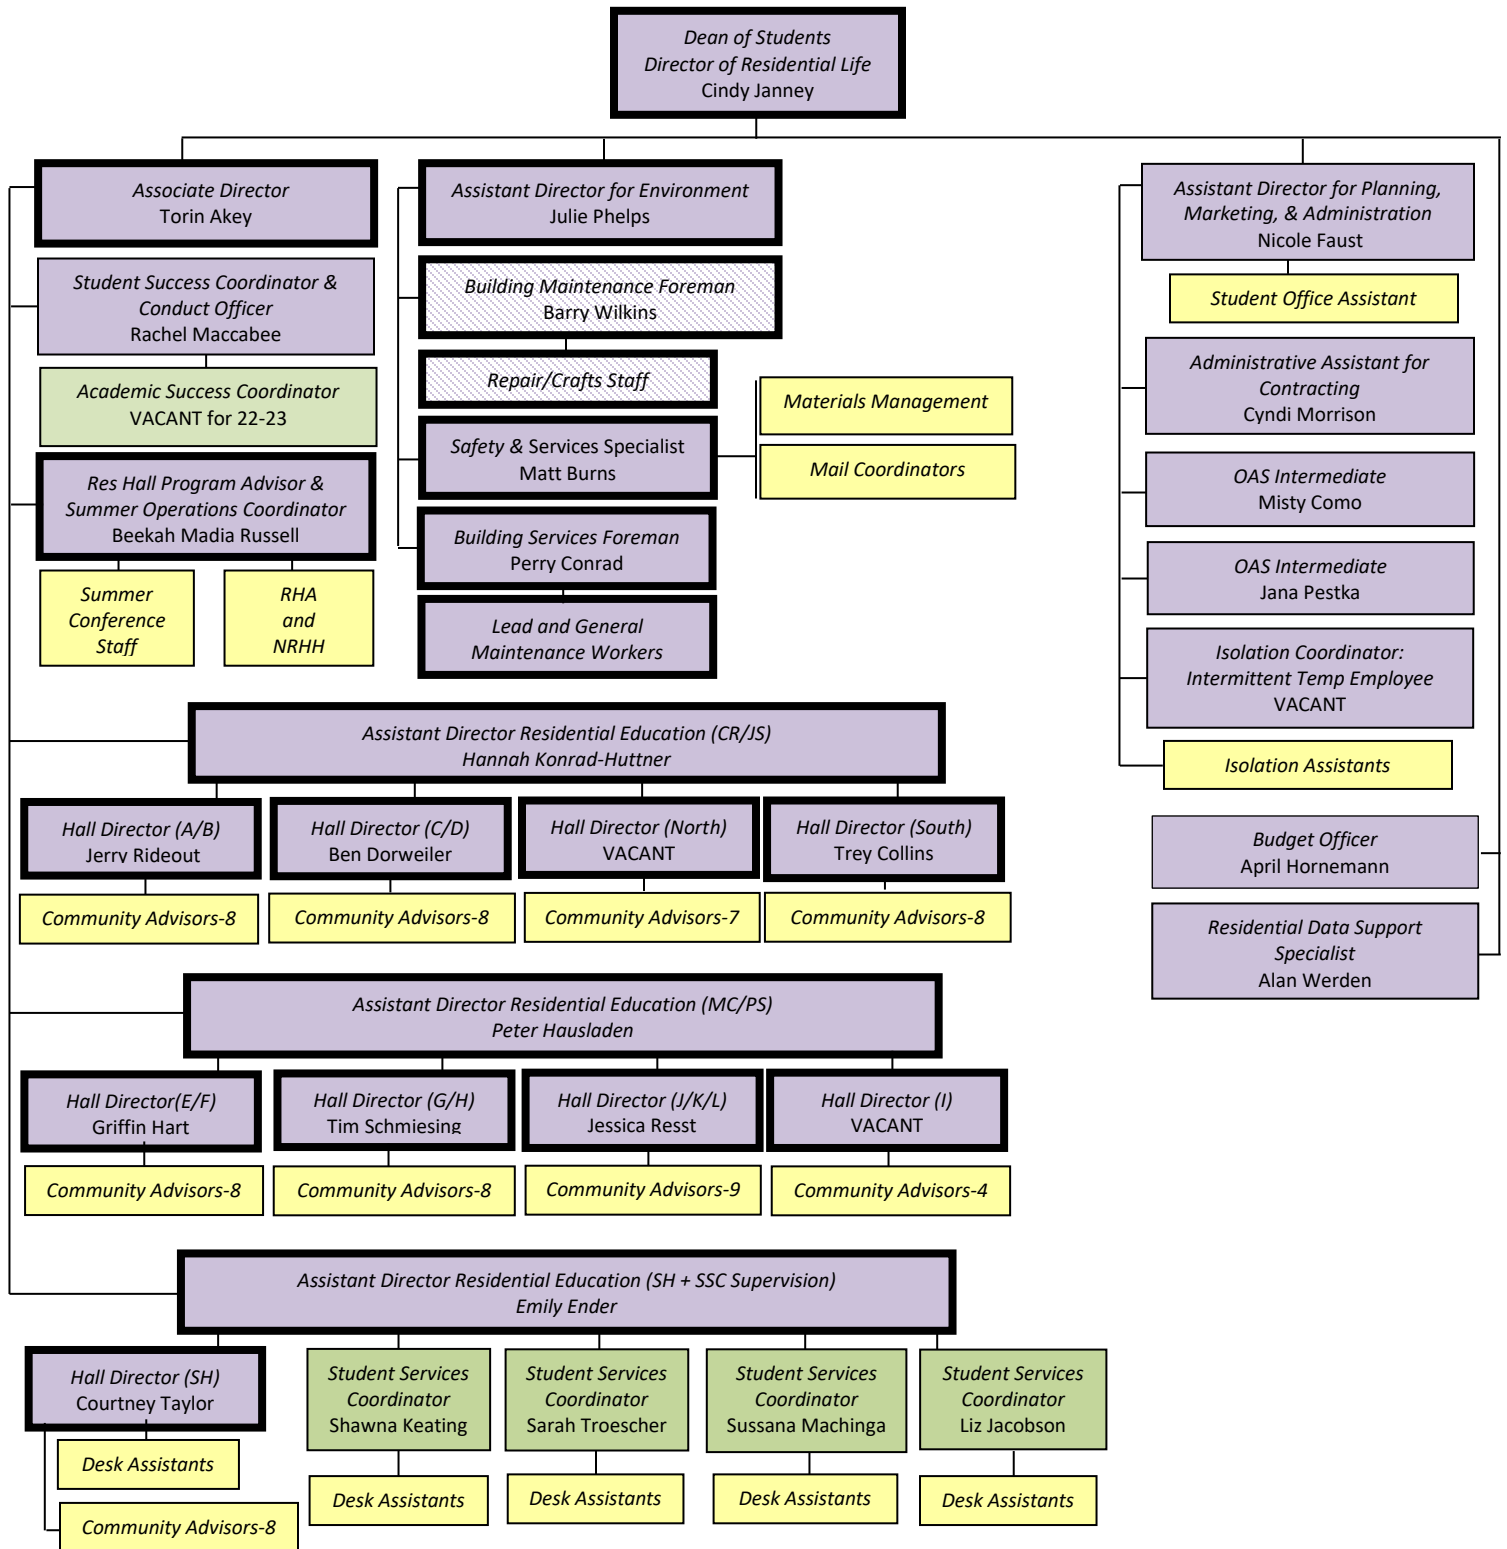 Dean of Students
Director of Residential Life
Cindy Janney
Associate Director
Torin Akey
Student Success Coordinator &
Conduct Officer
Rachel Maccabee
Academic Success Coordinator
VACANT for 22-23
Res Hall Program Advisor &
Summer Operations Coordinator
Beekah Madia Russell
Summer
Conference
Staff
RHA
and
NRHH
Assistant Director for Environment
Julie Phelps
Building Maintenance Foreman
Barry Wilkins
Repair/Crafts Staff
Safety & Services Specialist
Matt Burns
Materials Management
Mail Coordinators
Building Services Foreman
Perry Conrad
Lead and General
Maintenance Workers
Assistant Director for Planning,
Marketing, & Administration
Nicole Faust
Student Office Assistant
Administrative Assistant for
Contracting
Cyndi Morrison
OAS Intermediate
Misty Como
OAS Intermediate
Jana Pestka
Isolation Coordinator:
Intermittent Temp Employee
VACANT
Isolation Assistants
Budget Officer
April Hornemann
Residential Data Support
Specialist
Alan Werden
Assistant Director Residential Education (CR/JS)
Hannah Konrad-Huttner
Hall Director (A/B)
Jerry Rideout
Hall Director (C/D)
Ben Dorweiler
Hall Director (North)
VACANT
Hall Director (South)
Trey Collins
Community Advisors-8
Community Advisors-8
Community Advisors-7
Community Advisors-8
Assistant Director Residential Education (MC/PS)
Peter Hausladen
Hall Director(E/F)
Griffin Hart
Hall Director (G/H)
Tim Schmiesing
Hall Director (J/K/L)
Jessica Resst
Hall Director (I)
VACANT
Community Advisors-8
Community Advisors-8
Community Advisors-9
Community Advisors-4
Assistant Director Residential Education (SH + SSC Supervision)
Emily Ender
Hall Director (SH)
Courtney Taylor
Desk Assistants
Community Advisors-8
Student Services
Coordinator
Shawna Keating
Desk Assistants
Student Services
Coordinator
Sarah Troescher
Desk Assistants
Student Services
Coordinator
Sussana Machinga
Desk Assistants
Student Services
Coordinator
Liz Jacobson
Desk Assistants